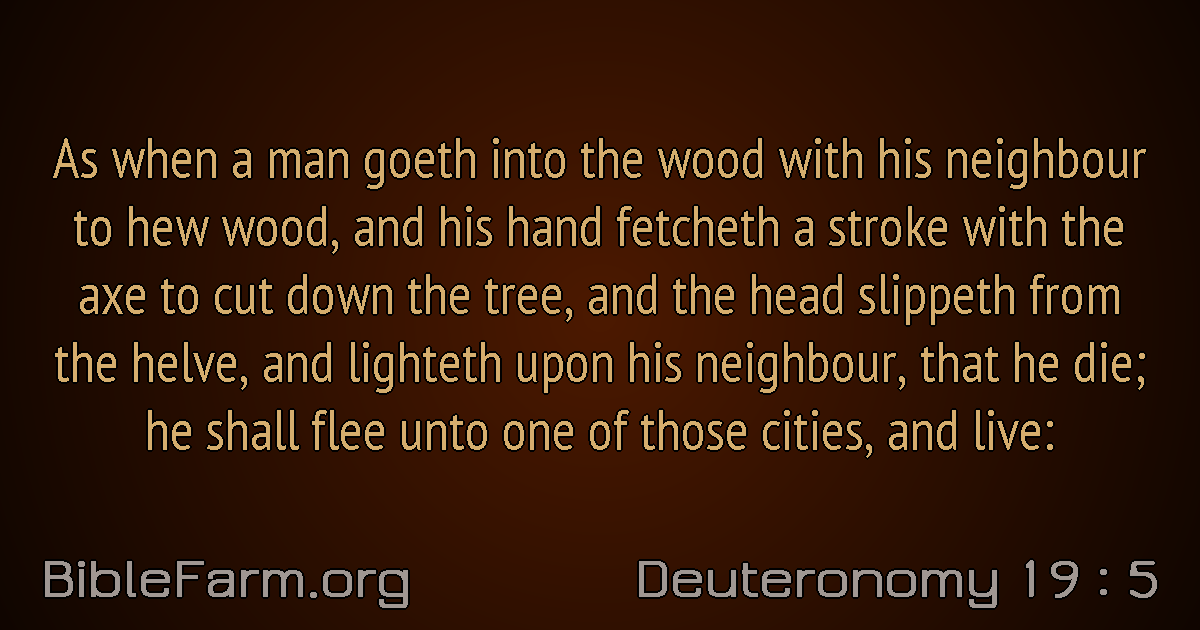 As when a man goeth into the wood with his neighbour
to hew wood, and his hand fetcheth a stroke with the
axe to cut down the tree, and the head slippeth from
the helve, and lighteth upon his neighbour, that he die;
he shall flee unto one of those cities, and live:
BibleFarm.org
Deuteronomy 19 : 5